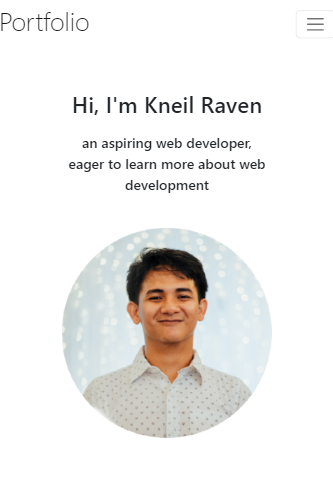 Portfolio
Hi, I'm Kneil Raven
an aspiring web developer,
eager to learn more about web
development